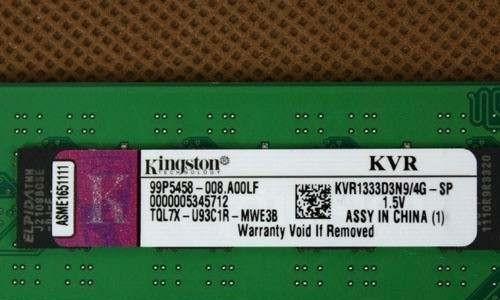 Kingston KVR
TECHNOLOGY
99P5458-008.A00LF KVR1333D3N9/4G-SP
0000005345712 1.5V
TQL7X-U93C1R-MWE3B ASSY IN CHINA (1)
Warranty Void If Removed
ASME1651111